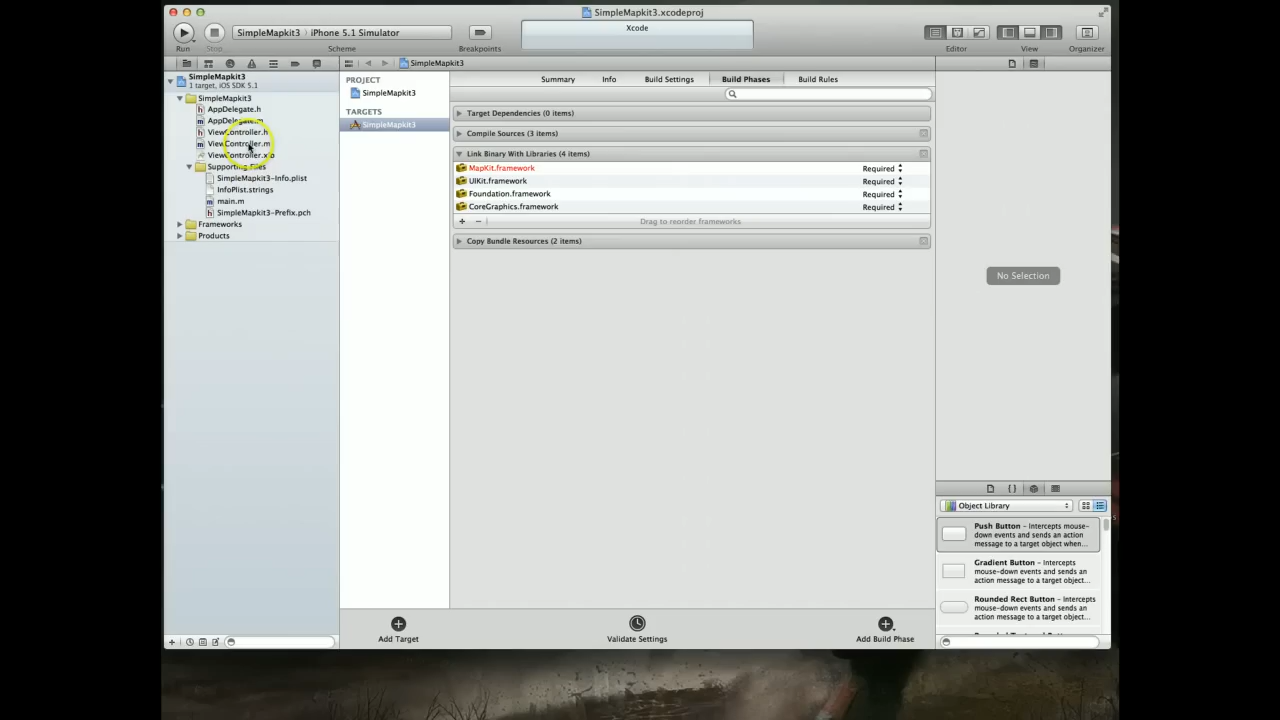 SimpleMapkit3.xcodeproj
SimpleMapkit3 iPhone 5.1 Simulator
Xcode
Run Stop Scheme Breakpoints Editor View Organizer
SimpleMapkit3
1 target, iOS SDK 5.1
SimpleMapkit3
AppDelegate.h
AppDelegate.m
ViewController.h
ViewController.m
ViewController.xib
Supporting Files
SimpleMapkit3-Info.plist
InfoPlist.strings
main.m
SimpleMapkit3-Prefix.pch
Frameworks
Products
SimpleMapkit3
PROJECT
SimpleMapkit3
TARGETS
SimpleMapkit3
Summary Info Build Settings Build Phases Build Rules
Target Dependencies (0 items)
Compile Sources (3 items)
Link Binary With Libraries (4 items)
MapKit.framework Required
UIKit.framework Required
Foundation.framework Required
CoreGraphics.framework Required
Drag to reorder frameworks
Copy Bundle Resources (2 items)
Add Target
Validate Settings
Add Build Phase
No Selection
Object Library
Push Button - Intercepts mouse-
down events and sends an action
message to a target object when...
Gradient Button - Intercepts
mouse-down events and sends an
action message to a target object...
Rounded Rect Button - Intercepts
mouse-down events and sends an
action message to a target object...